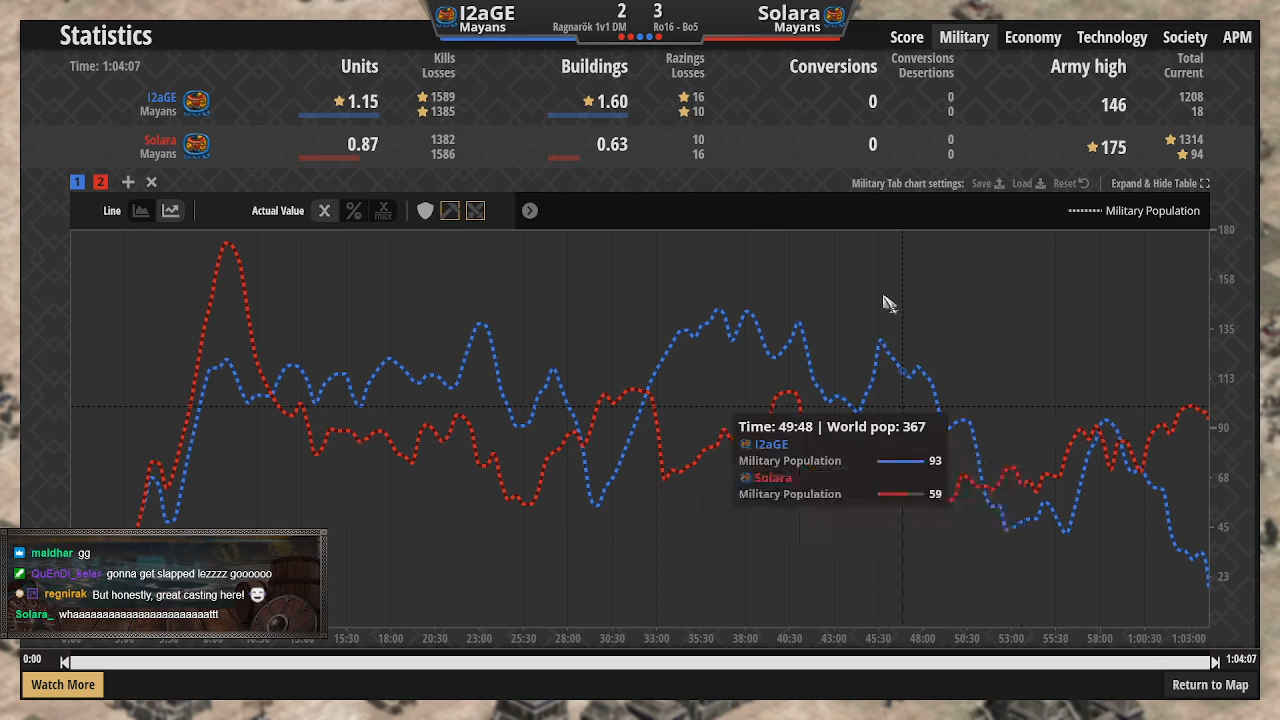 I2aGE 2 3 Solara
Mayans Ragnarök 1v1 DM Ro16 - Bo5 Mayans
Statistics
Score Military Economy Technology Society APM
Time: 1:04:07
Units Kills Losses Buildings Razings Losses Conversions Conversions Desertions Army high Total Current
I2aGE Mayans 1.15 1589 1385 1.60 16 10 0 0 0 146 1208 18
Solara Mayans 0.87 1382 1586 0.63 10 16 0 0 0 175 1314 94
1 2
Military Tab chart settings: Save Load Reset Expand & Hide Table
Line Actual Value X % X max Military Population
180
158
135
113
90
68
45
23
Time: 49:48 | World pop: 367
I2aGE
Military Population 93
Solara
Military Population 59
maldhar gg
QuEnDi_kelar gonna get slapped lezzzz goooooo
regnirak But honestly, great casting here!
Solara_ whaaaaaaaaaaaaaaaaaaaaaattt
15:30 18:00 20:30 23:00 25:30 28:00 30:30 33:00 35:30 38:00 40:30 43:00 45:30 48:00 50:30 53:00 55:30 58:00 1:00:30 1:03:00
0:00 1:04:07
Watch More Return to Map